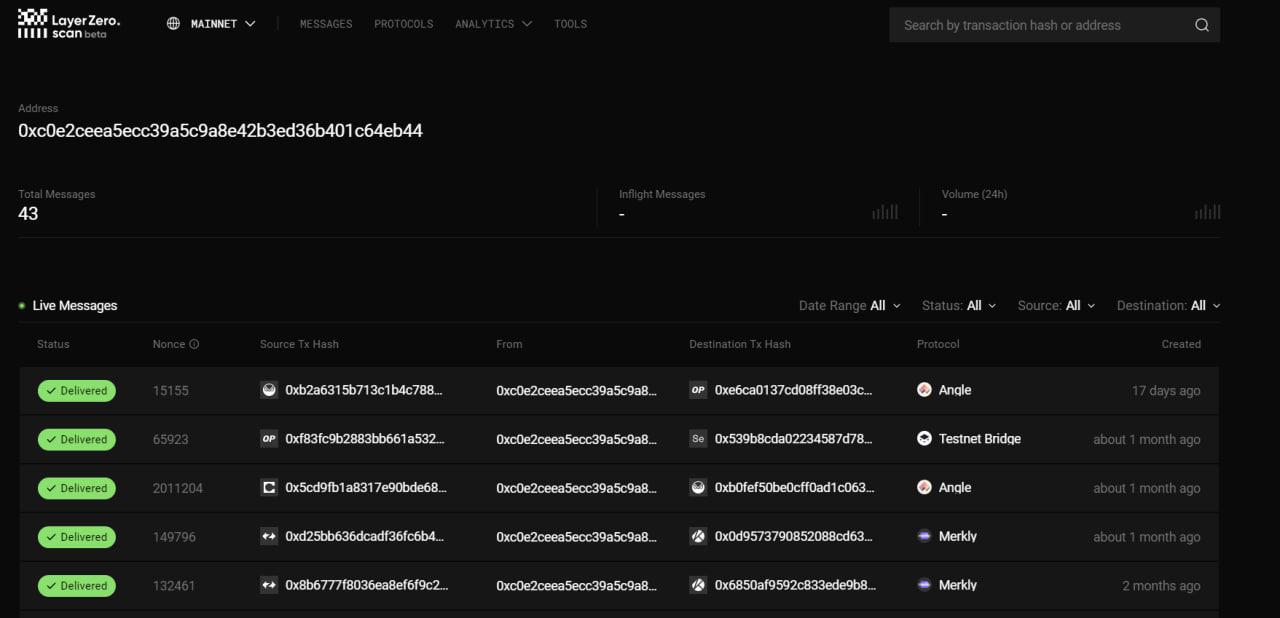 LayerZero.
scan beta
MAINNET MESSAGES PROTOCOLS ANALYTICS TOOLS
Search by transaction hash or address
Address
0xc0e2ceea5ecc39a5c9a8e42b3ed36b401c64eb44
Total Messages Inflight Messages Volume (24h)
43 - -
Live Messages Date Range All Status: All Source: All Destination: All
Status Nonce Source Tx Hash From Destination Tx Hash Protocol Created
Delivered 15155 0xb2a6315b713c1b4c788... 0xc0e2ceea5ecc39a5c9a8... OP 0xe6ca0137cd08ff38e03c... Angle 17 days ago
Delivered 65923 OP 0xf83fc9b2883bb661a532... 0xc0e2ceea5ecc39a5c9a8... Se 0x539b8cda02234587d78... Testnet Bridge about 1 month ago
Delivered 2011204 0x5cd9fb1a8317e90bde68... 0xc0e2ceea5ecc39a5c9a8... 0xb0fef50be0cff0ad1c063... Angle about 1 month ago
Delivered 149796 0xd25bb636dcadf36fc6b4... 0xc0e2ceea5ecc39a5c9a8... 0x0d9573790852088cd63... Merkly about 1 month ago
Delivered 132461 0x8b6777f8036ea8ef6f9c2... 0xc0e2ceea5ecc39a5c9a8... 0x6850af9592c833ede9b8... Merkly 2 months ago